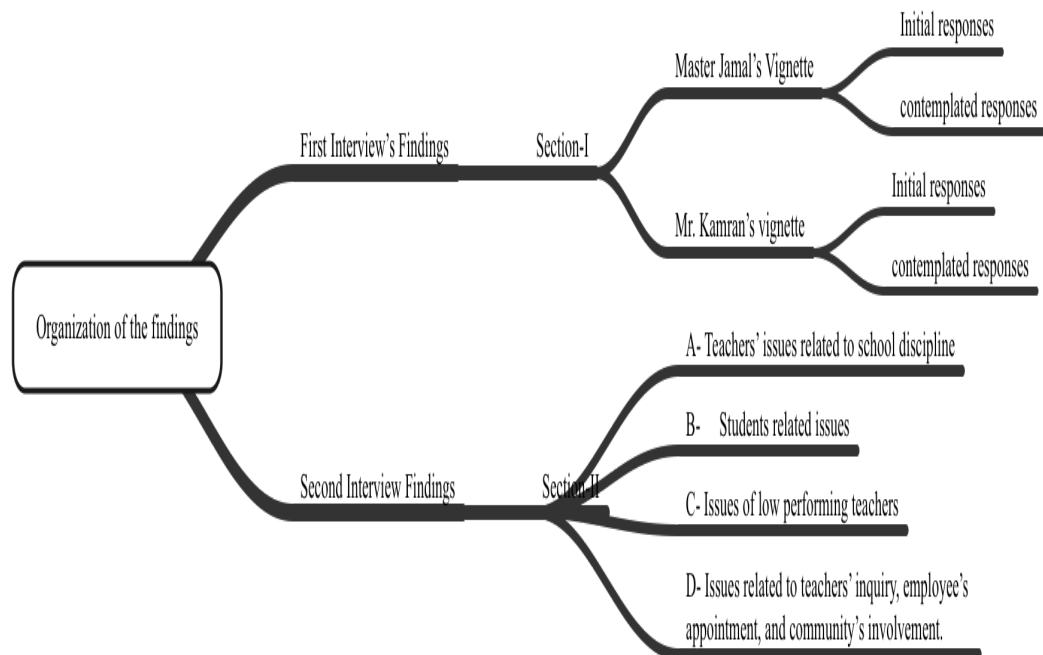 Organization of the findings
First Interview's Findings
Section-I
Master Jamal's Vignette
Initial responses
contemplated responses
Mr. Kamran's vignette
Initial responses
contemplated responses
Second Interview Findings
Section-II
A- Teachers' issues related to school discipline
B- Students related issues
C- Issues of low performing teachers
D- Issues related to teachers' inquiry, employee's
appointment, and community's involvement.